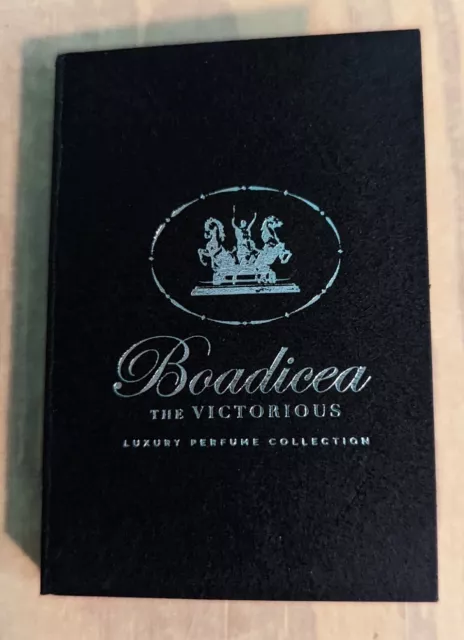 Boadicea
THE VICTORIOUS
LUXURY PERFUME COLLECTION